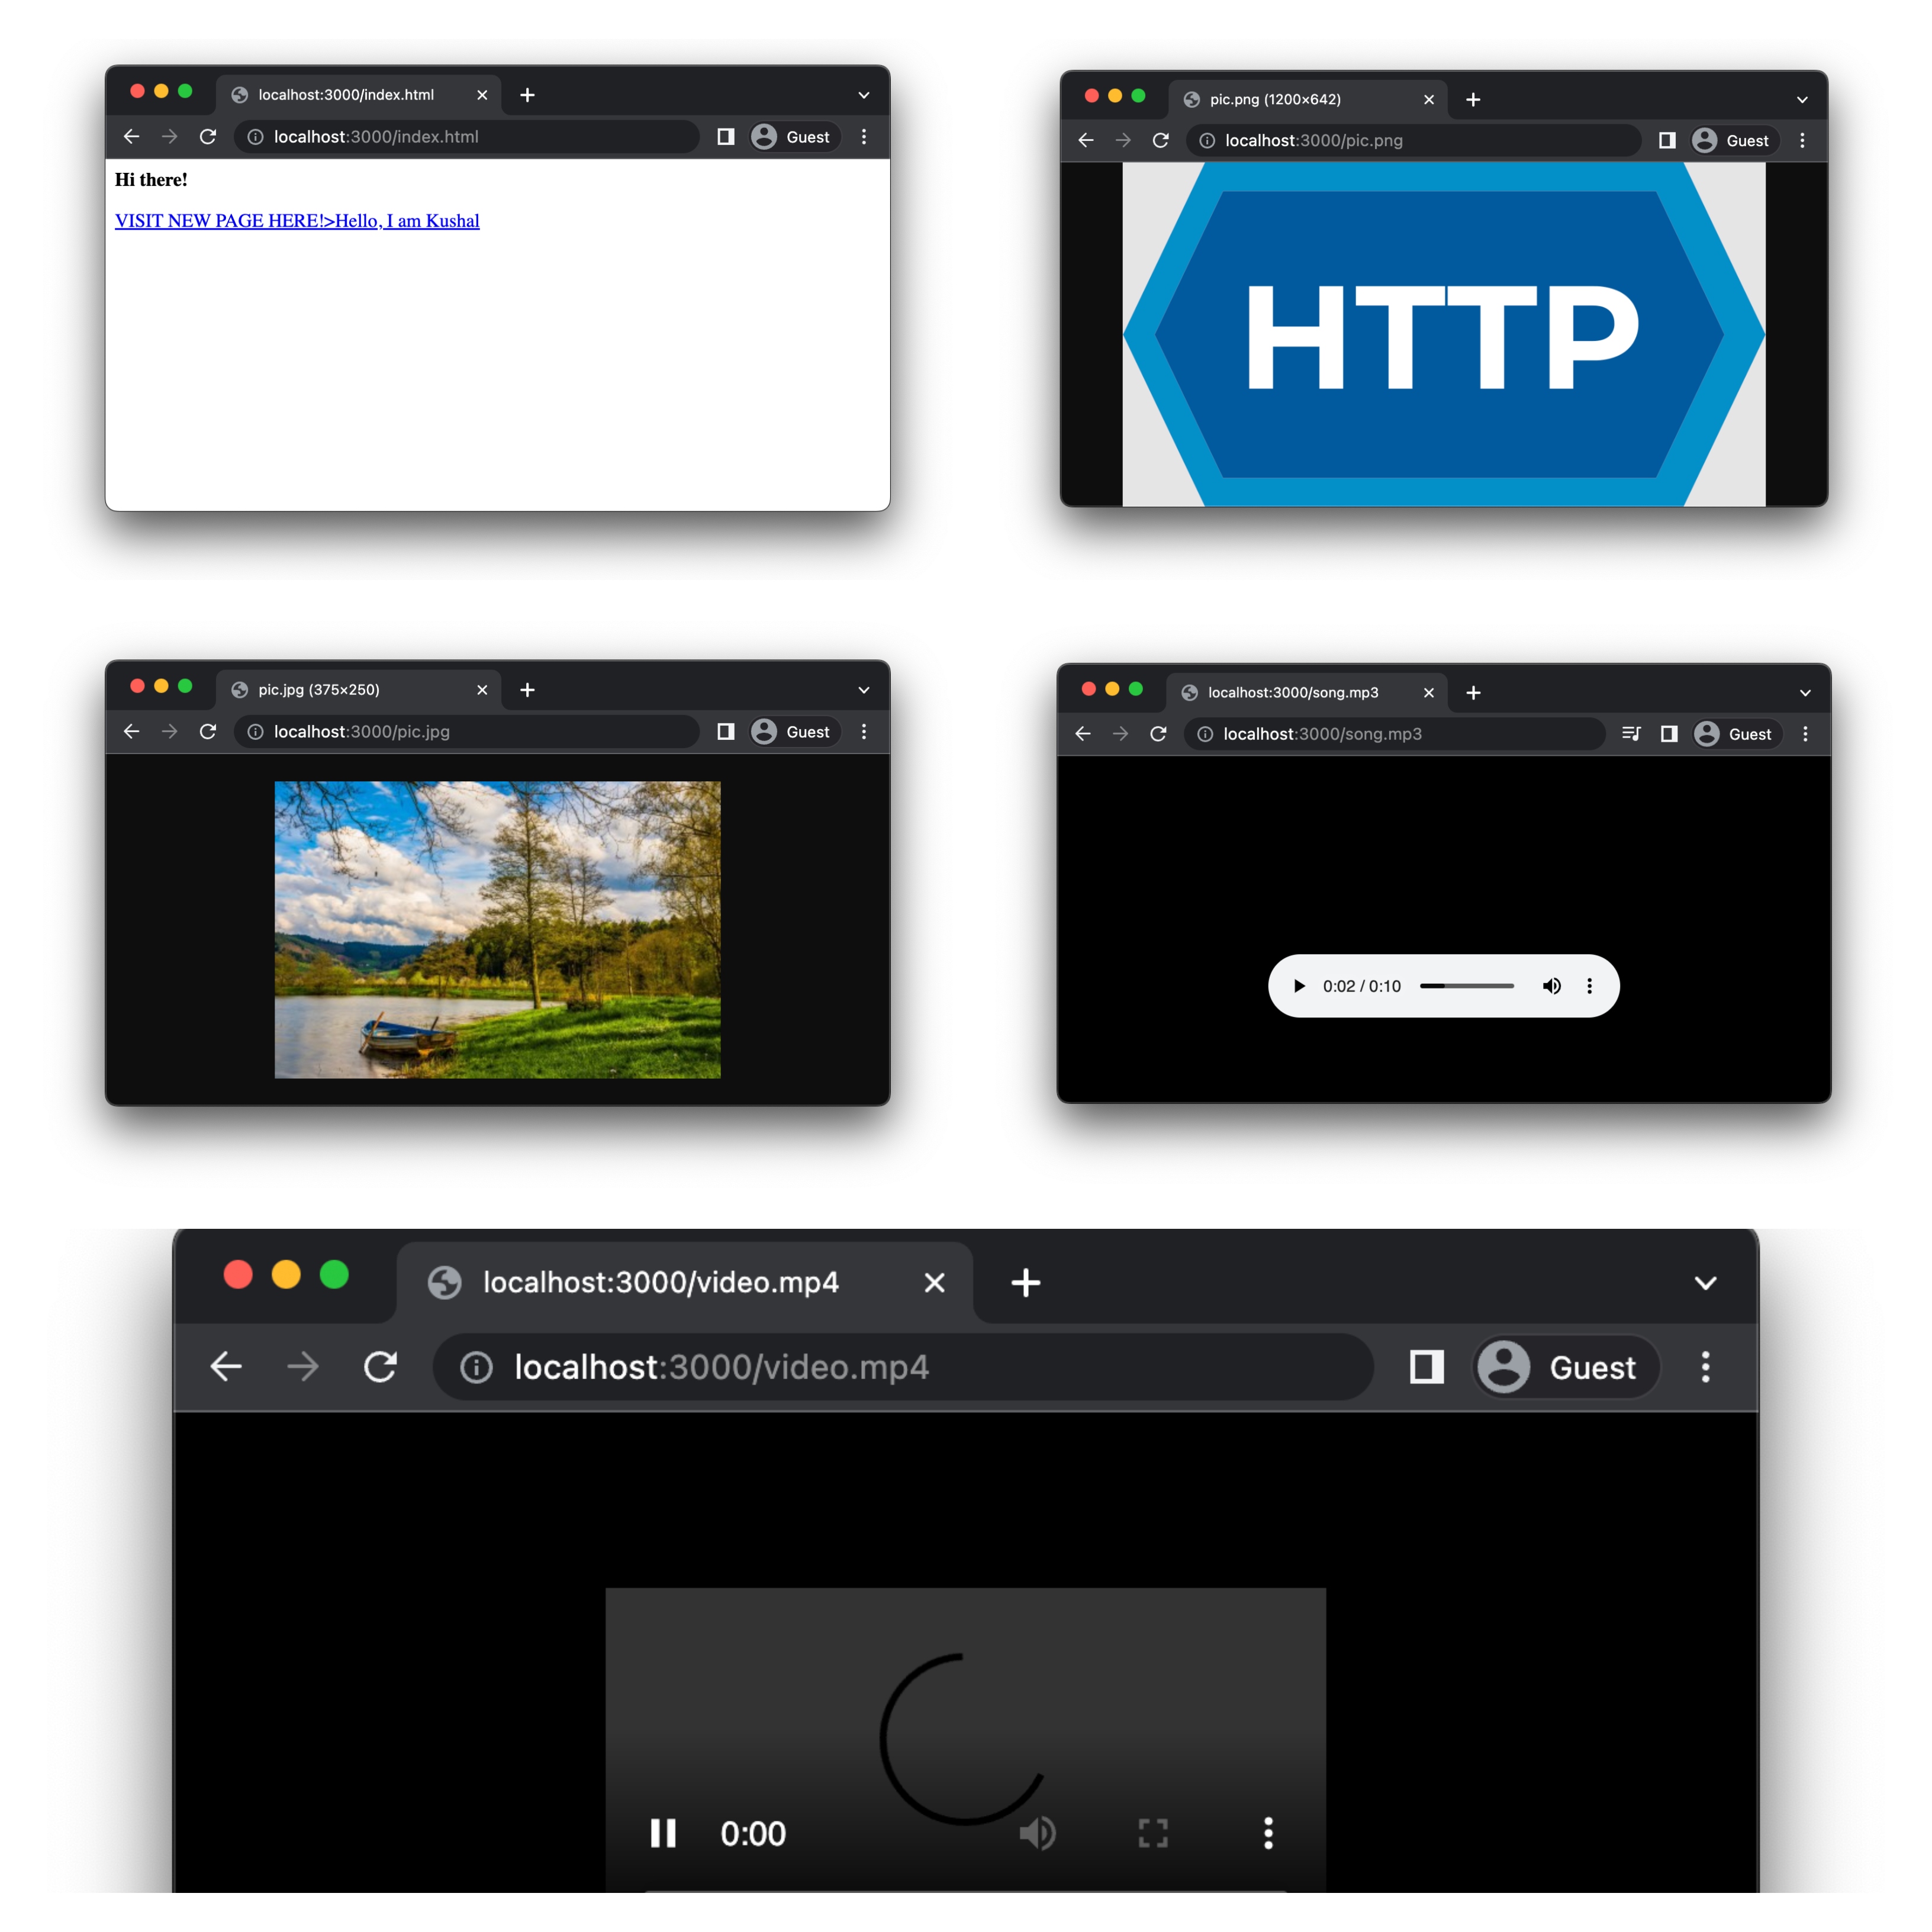 localhost:3000/index.html
localhost:3000/index.html
Guest
Hi there!
VISIT NEW PAGE HERE!>Hello, I am Kushal
pic.png (1200×642)
localhost:3000/pic.png
Guest
HTTP
pic.jpg (375×250)
localhost:3000/pic.jpg
Guest
localhost:3000/song.mp3
localhost:3000/song.mp3
Guest
0:02 / 0:10
localhost:3000/video.mp4
localhost:3000/video.mp4
Guest
0:00